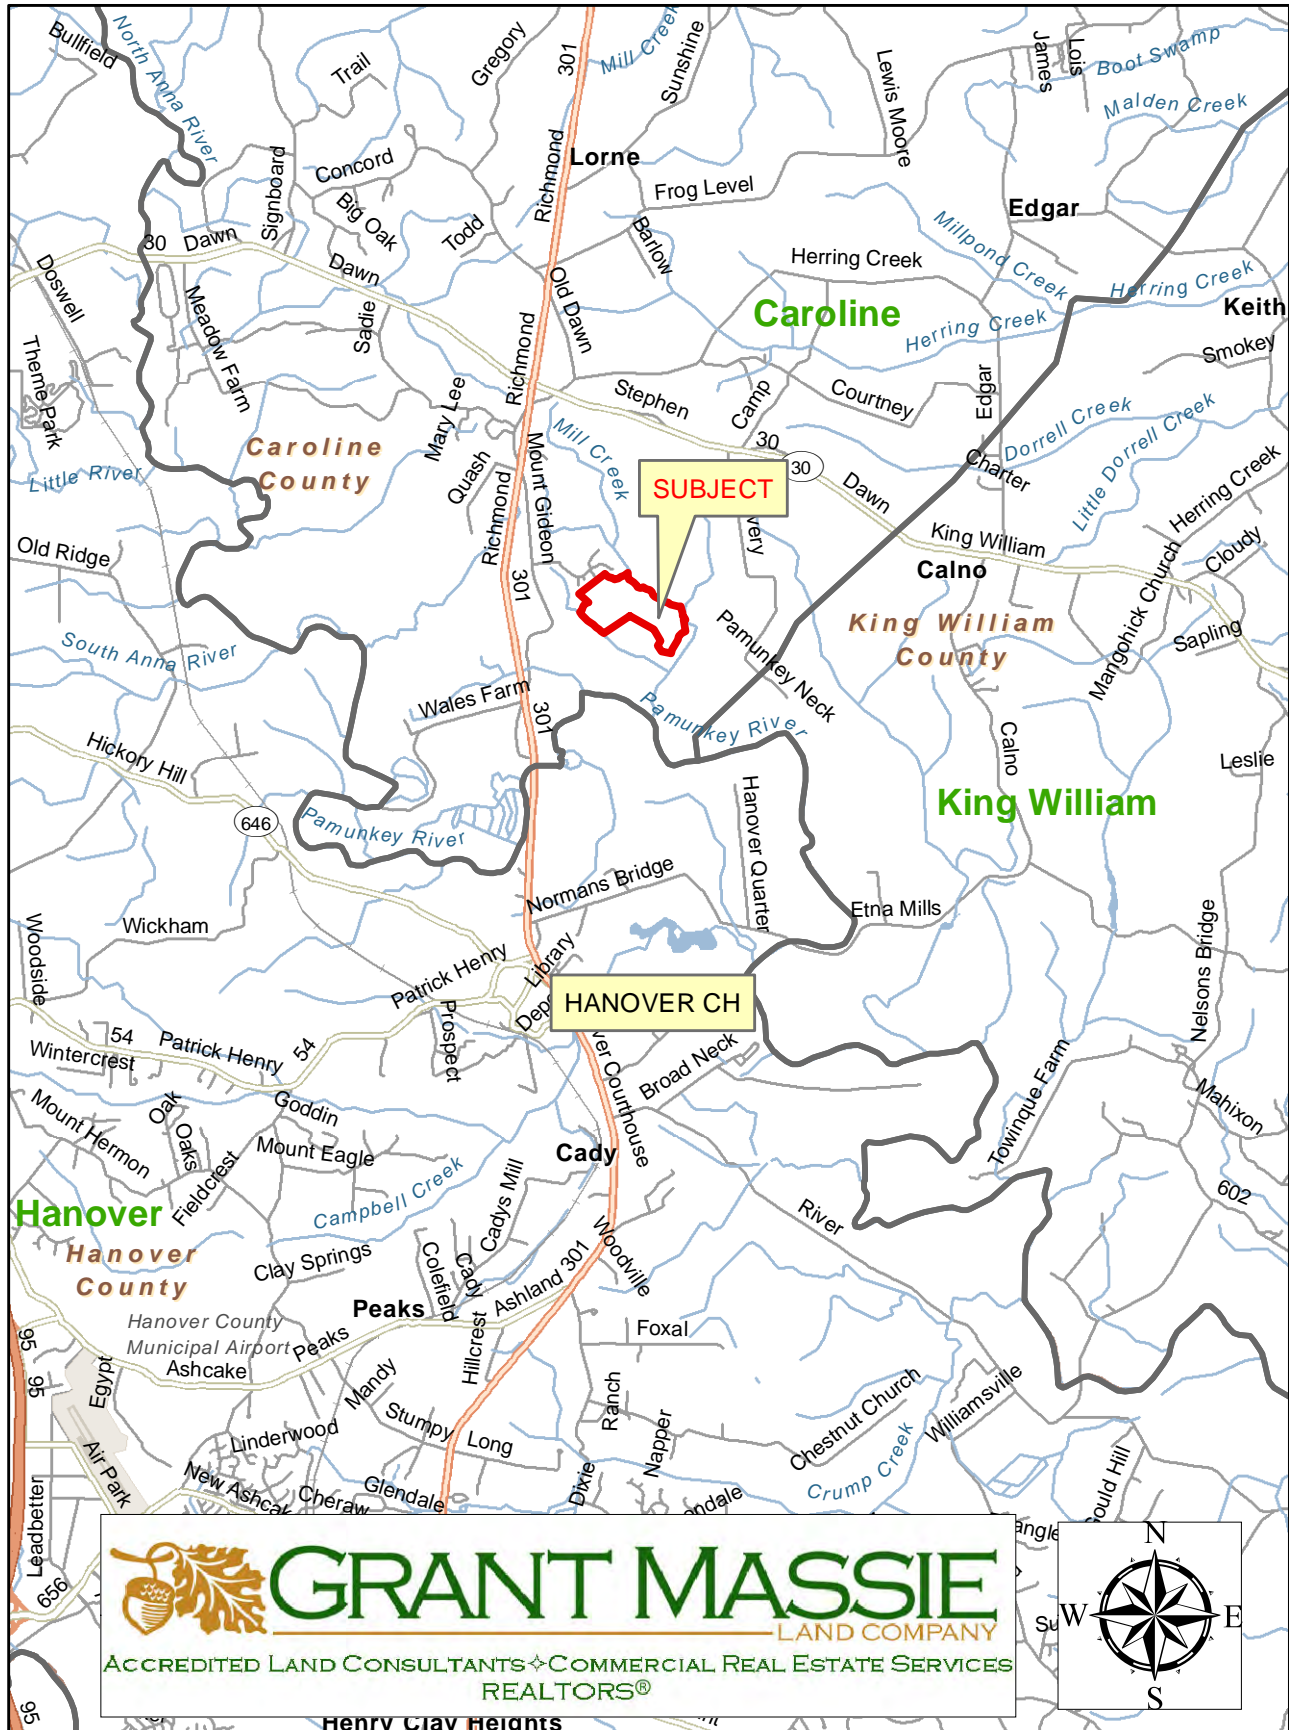 Bullfield
North Anna River
Trail
Gregory
301
Mill Creek
Sunshine
Lewis Moore
James
Lois
Boot Swamp
Malden Creek
Signboard
Concord
Richmond
Lorne
Frog Level
Big Oak
Todd
Barlow
Edgar
Millpond Creek
30
Dawn
Dawn
Old Dawn
Herring Creek
Herring Creek
Doswell
Meadow Farm
Sadie
Richmond
Caroline
Herring Creek
Keith
Theme Park
Smokey
Mary Lee
Stephen
Camp
Courtney
Edgar
Caroline
County
Mill Creek
Mount Gideon
30
30
Dorrell Creek
Little Dorrell Creek
Little River
Quash
Richmond
SUBJECT
Dawn
Charter
Herring Creek
very
King William
Calno
Cloudy
Old Ridge
301
Mangohick Church
South Anna River
Pamunkey Neck
King William
County
Sapling
Wales Farm
301
Pamunkey River
Calno
Leslie
Hickory Hill
646
Pamunkey River
Hanover Quarter
King William
Normans Bridge
Etna Mills
Woodside
Wickham
Nelsons Bridge
Patrick Henry
Library
Depo
HANOVER CH
Prospect
54
Patrick Henry
54
Wintercrest
ver Courthouse
Broad Neck
Towinque Farm
Mahixon
Mount Hermon
Oak
Oaks
Goddin
Mount Eagle
Cady
602
Fieldcrest
Campbell Creek
Cadys Mill
River
Hanover
Hanover
County
Clay Springs
Colefield
Cady
Woodville
Ashland
301
Peaks
Hanover County
Municipal Airport
Peaks
Ashcake
Hillcrest
Foxal
95
95
Egypt
Mandy
Ranch
Stumpy
Long
Napper
Chestnut Church
Williamsville
Linderwood
Air Park
New Ashcak
Cheraw
Glendale
Dixie
ondale
Crump Creek
Gould Hill
angle
Leadbetter
656
95
Su
GRANT MASSIE
LAND COMPANY
ACCREDITED LAND CONSULTANTS✧COMMERCIAL REAL ESTATE SERVICES
REALTORS®
N
W
E
S
Henry Clay Heights